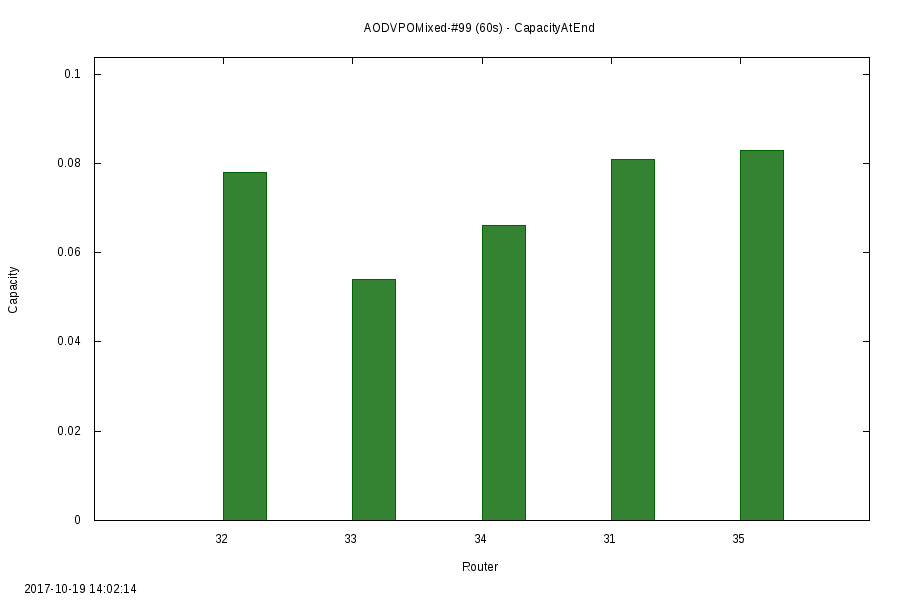 AODVPOMixed-#99 (60s) - CapacityAtEnd
0.1
0.08
0.06
0.04
0.02
0
Capacity
32 33 34 31 35
Router
2017-10-19 14:02:14